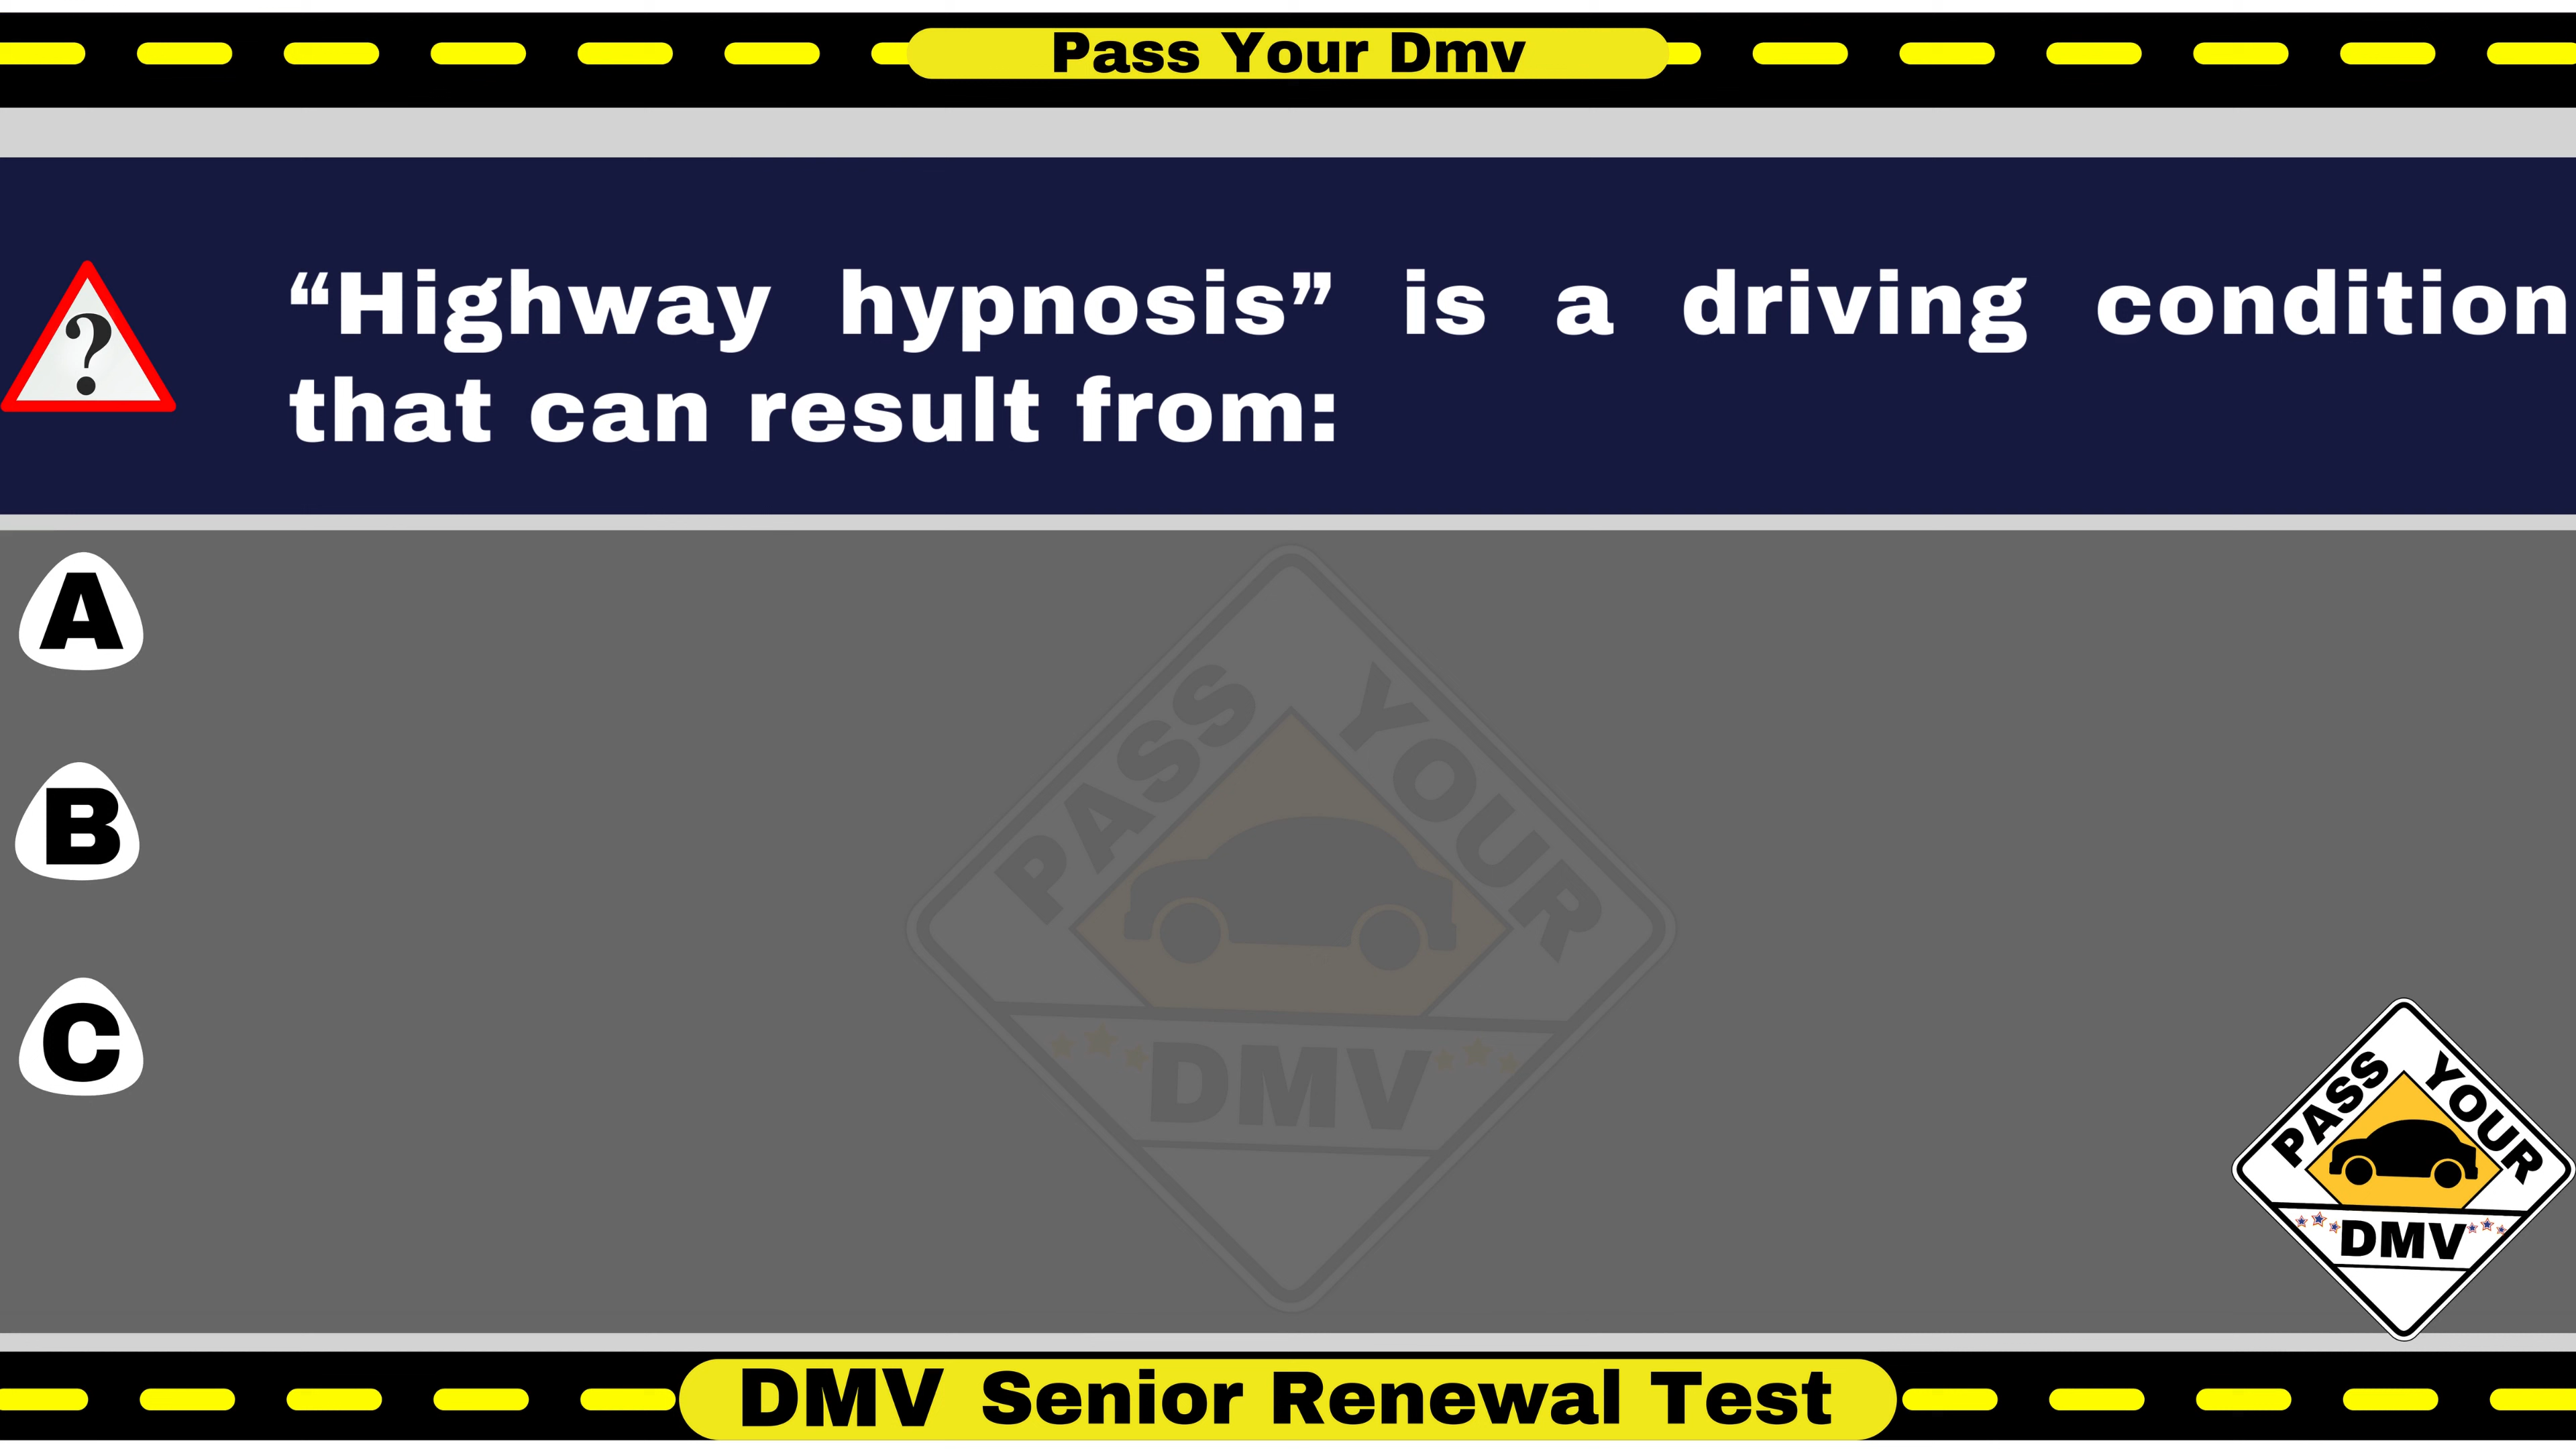 Pass Your Dmv
?
“Highway hypnosis” is a driving condition
that can result from:
A
B
C
PASS YOUR
DMV
PASS YOUR
DMV
DMV Senior Renewal Test